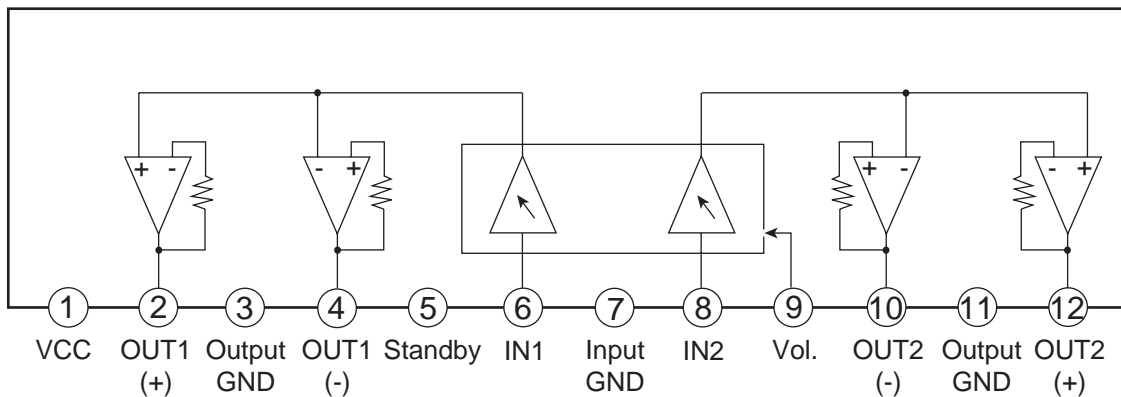 + - - + + - - +
1 2 3 4 5 6 7 8 9 10 11 12
VCC OUT1 Output OUT1 Standby IN1 Input IN2 Vol. OUT2 Output OUT2
(+) GND (-) GND (-) GND (+)